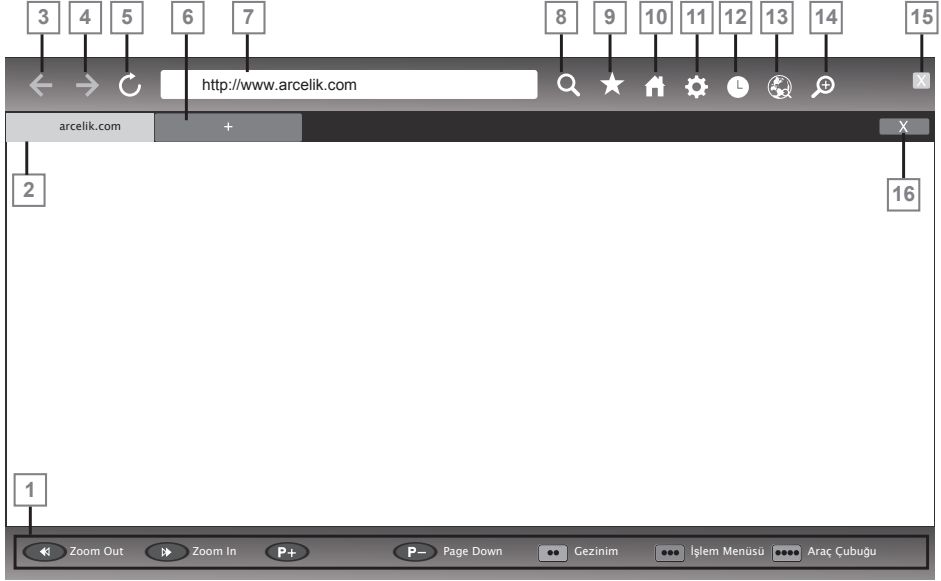 3 4 5 6 7 8 9 10 11 12 13 14 15
http://www.arcelik.com X
arcelik.com + X
2 16
1
Zoom Out Zoom In P+ P− Page Down Gezinim İşlem Menüsü Araç Çubuğu